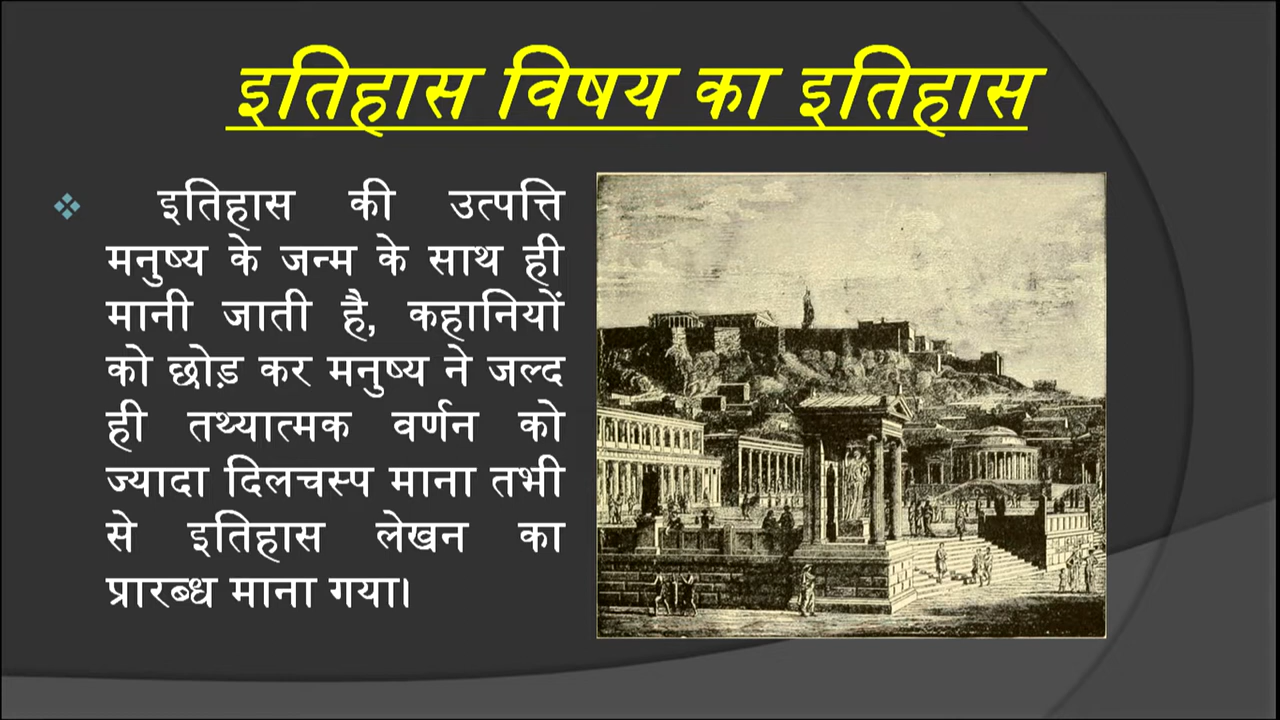 इतिहास विषय का इतिहास
इतिहास की उत्पत्ति
मनुष्य के जन्म के साथ ही
मानी जाती है, कहानियों
को छोड़ कर मनुष्य ने जल्द
ही तथ्यात्मक वर्णन को
ज्यादा दिलचस्प माना तभी
से इतिहास लेखन का
प्रारब्ध माना गया।